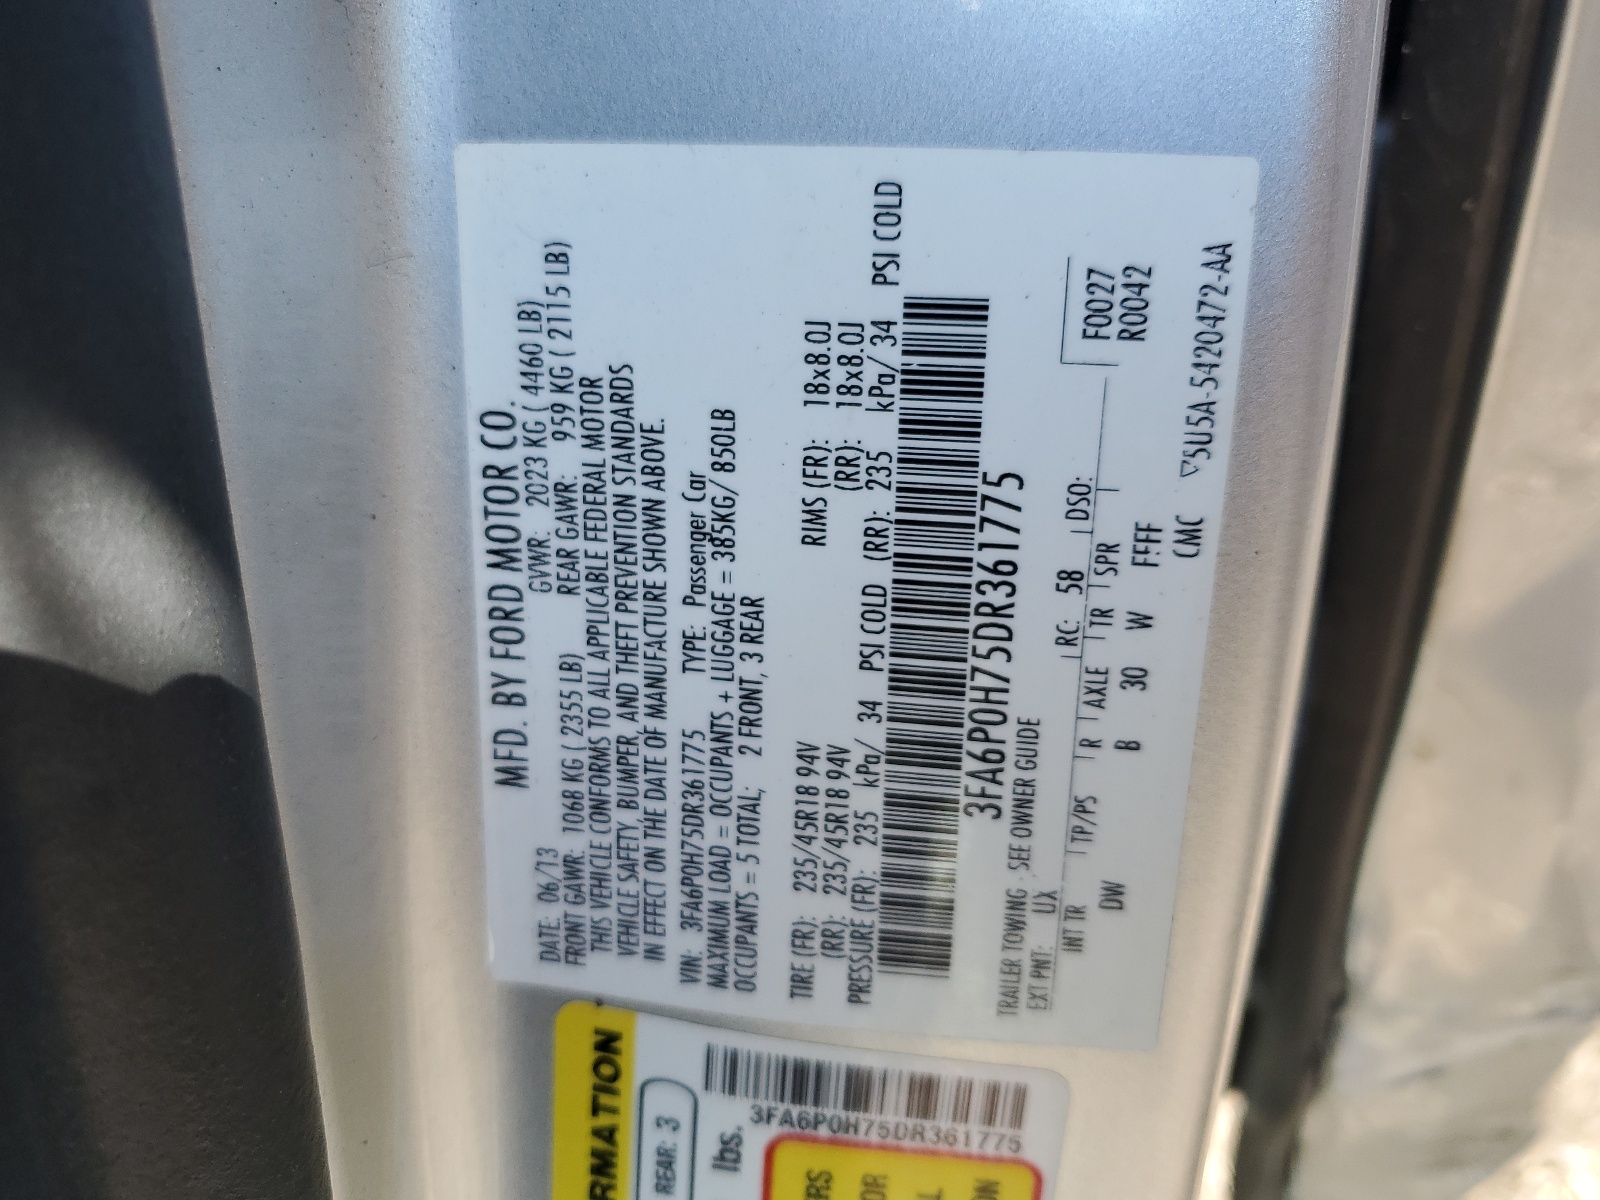 MFD. BY FORD MOTOR CO.
DATE: 06/13 GVWR: 2023 KG ( 4460 LB)
FRONT GAWR: 1068 KG ( 2355 LB) REAR GAWR: 959 KG ( 2115 LB)
THIS VEHICLE CONFORMS TO ALL APPLICABLE FEDERAL MOTOR
VEHICLE SAFETY, BUMPER, AND THEFT PREVENTION STANDARDS
IN EFFECT ON THE DATE OF MANUFACTURE SHOWN ABOVE.
VIN: 3FA6P0H75DR361775 TYPE: Passenger Car
MAXIMUM LOAD = OCCUPANTS + LUGGAGE = 385KG/ 850LB
OCCUPANTS = 5 TOTAL; 2 FRONT, 3 REAR
TIRE (FR): 235/45R18 94V RIMS (FR): 18x8.0J
(RR): 235/45R18 94V (RR): 18x8.0J
PRESSURE (FR): 235 kPa/ 34 PSI COLD (RR): 235 kPa/ 34 PSI COLD
3FA6P0H75DR361775
TRAILER TOWING SEE OWNER GUIDE
EXT PNT: UX RC: 58 DSO: F0027
INT TR TP/PS R AXLE TR SPR R0042
DW B 30 W FFFF
CMC ▽5U5A-5420472-AA
RMATION
REAR: 3
lbs.
3FA6P0H75DR361775
RS
OR
L
ON